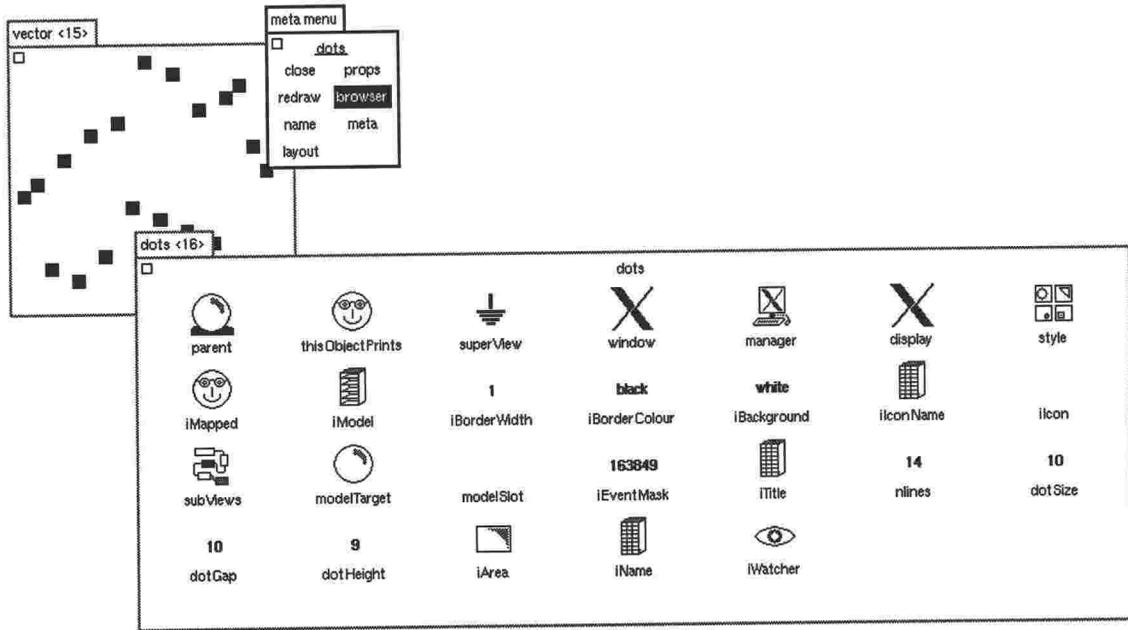 vector <15>
meta menu
dots
close props
redraw browser
name meta
layout
dots <16>
dots
parent thisObjectPrints superView window manager display style
1 black white
iMapped iModel iBorderWidth iBorderColour iBackground iIconName iIcon
163849 14 10
subViews modelTarget modelSlot iEventMask iTitle nlines dotSize
10 9
dotGap dotHeight iArea iName iWatcher